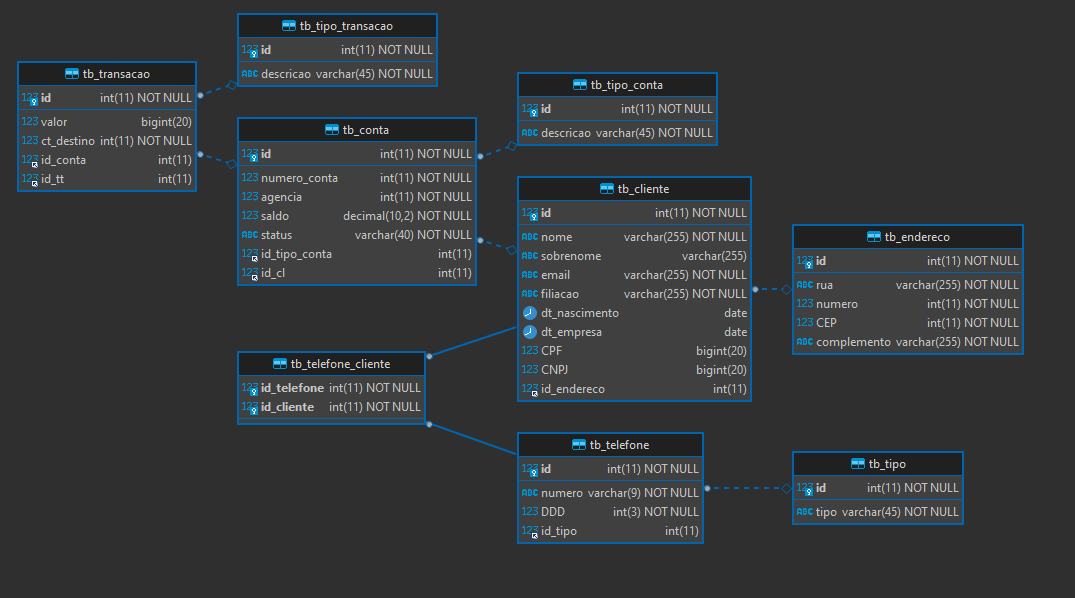 tb_tipo_transacao
123 id int(11) NOT NULL
ABC descricao varchar(45) NOT NULL
tb_transacao
123 id int(11) NOT NULL
123 valor bigint(20)
123 ct_destino int(11) NOT NULL
123 id_conta int(11)
123 id_tt int(11)
tb_tipo_conta
123 id int(11) NOT NULL
ABC descricao varchar(45) NOT NULL
tb_conta
123 id int(11) NOT NULL
123 numero_conta int(11) NOT NULL
123 agencia int(11) NOT NULL
123 saldo decimal(10,2) NOT NULL
ABC status varchar(40) NOT NULL
123 id_tipo_conta int(11)
123 id_cl int(11)
tb_cliente
123 id int(11) NOT NULL
ABC nome varchar(255) NOT NULL
ABC sobrenome varchar(255)
ABC email varchar(255) NOT NULL
ABC filiacao varchar(255) NOT NULL
dt_nascimento date
dt_empresa date
123 CPF bigint(20)
123 CNPJ bigint(20)
123 id_endereco int(11)
tb_endereco
123 id int(11) NOT NULL
ABC rua varchar(255) NOT NULL
123 numero int(11) NOT NULL
123 CEP int(11) NOT NULL
ABC complemento varchar(255) NOT NULL
tb_telefone_cliente
123 id_telefone int(11) NOT NULL
123 id_cliente int(11) NOT NULL
tb_telefone
123 id int(11) NOT NULL
ABC numero varchar(9) NOT NULL
123 DDD int(3) NOT NULL
123 id_tipo int(11)
tb_tipo
123 id int(11) NOT NULL
ABC tipo varchar(45) NOT NULL